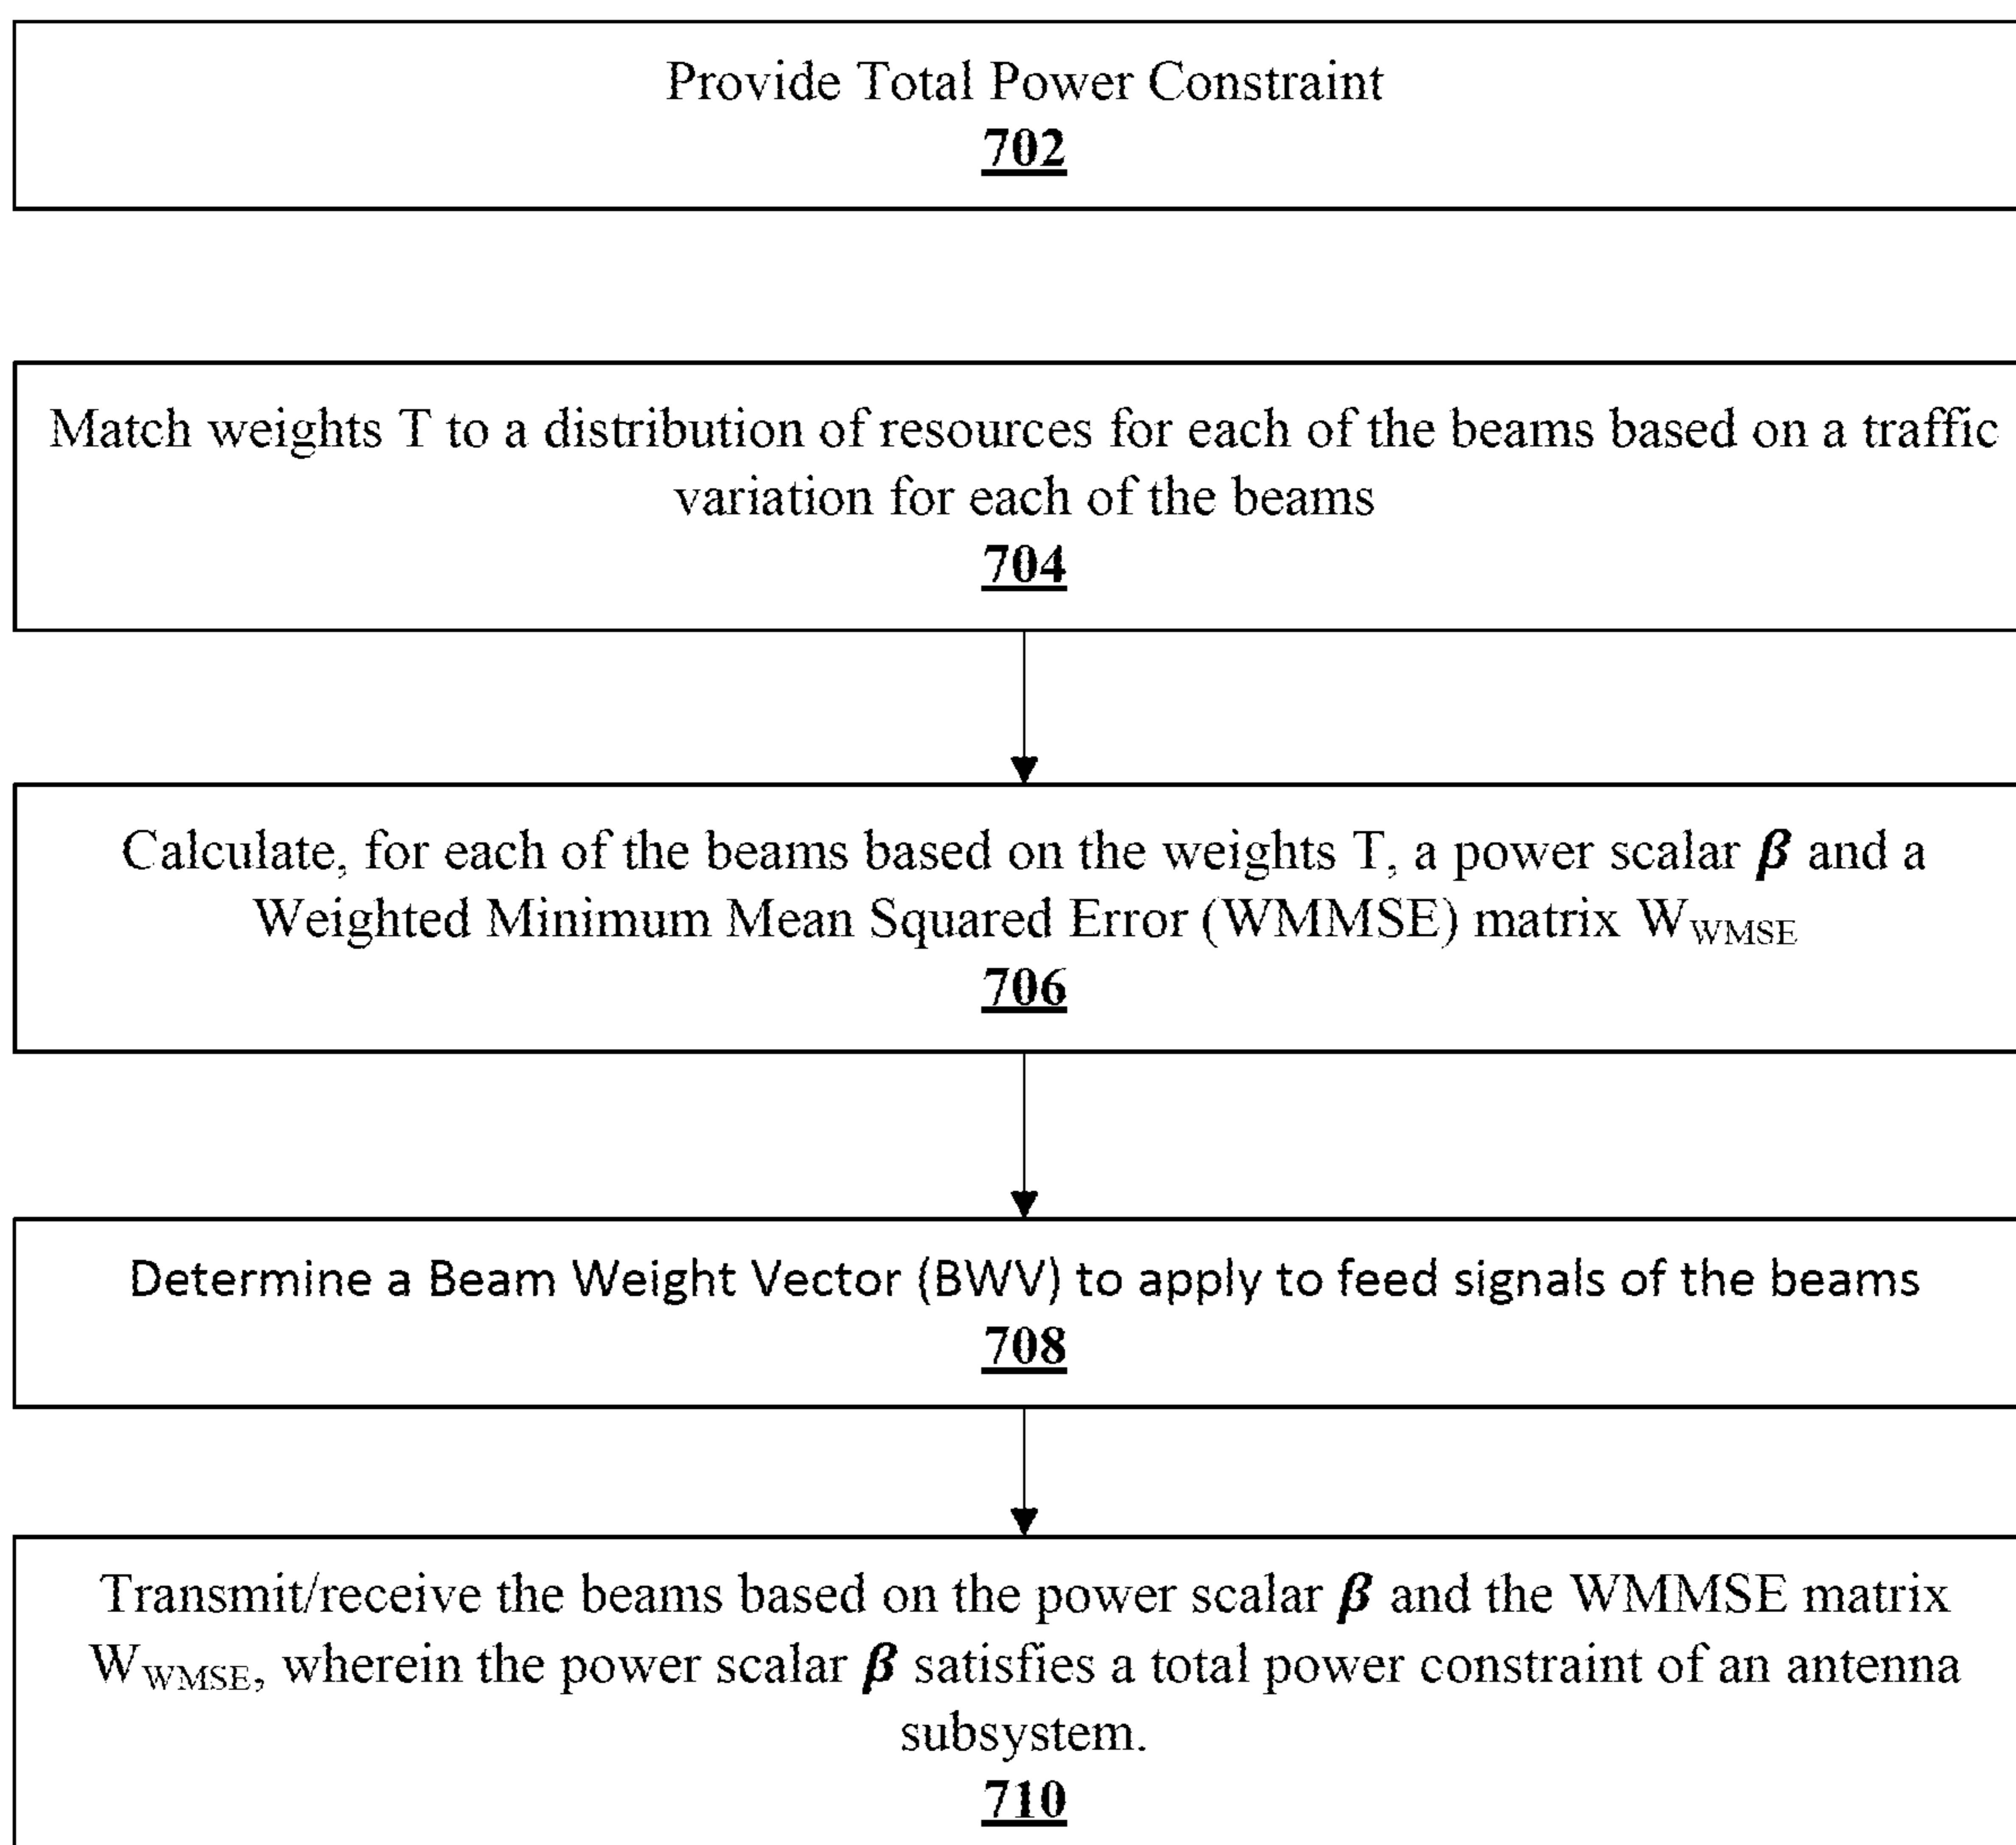 Provide Total Power Constraint
702
Match weights T to a distribution of resources for each of the beams based on a traffic
variation for each of the beams
704
Calculate, for each of the beams based on the weights T, a power scalar β and a
Weighted Minimum Mean Squared Error (WMMSE) matrix W_WMSE
706
Determine a Beam Weight Vector (BWV) to apply to feed signals of the beams
708
Transmit/receive the beams based on the power scalar β and the WMMSE matrix
W_WMSE, wherein the power scalar β satisfies a total power constraint of an antenna
subsystem.
710